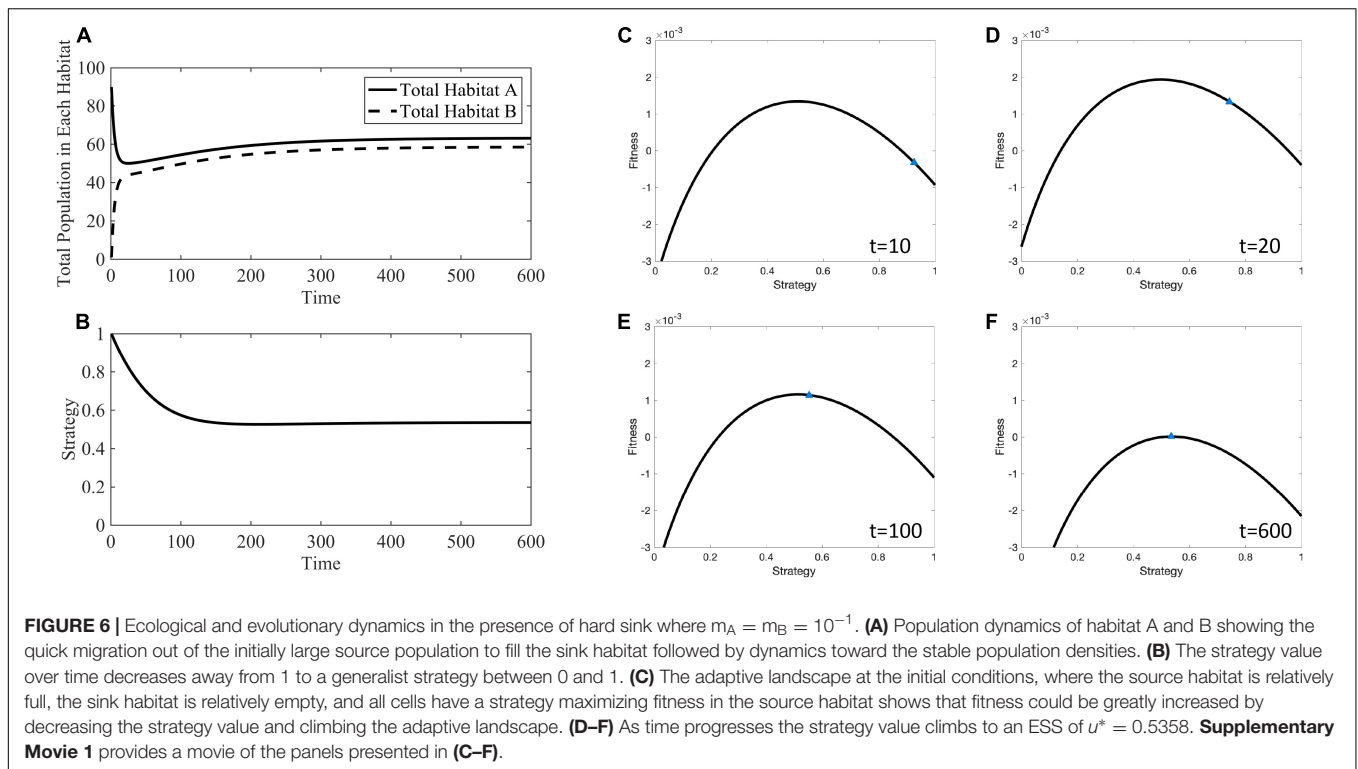 A
Total Population in Each Habitat
100
80
60
40
20
0
Total Habitat A
Total Habitat B
0 100 200 300 400 500 600
Time
B
Strategy
1
0.8
0.6
0.4
0.2
0
0 100 200 300 400 500 600
Time
C
×10⁻³
3
2
1
0
-1
-2
-3
Fitness
t=10
0 0.2 0.4 0.6 0.8 1
Strategy
D
×10⁻³
3
2
1
0
-1
-2
-3
Fitness
t=20
0 0.2 0.4 0.6 0.8 1
Strategy
E
×10⁻³
3
2
1
0
-1
-2
-3
Fitness
t=100
0 0.2 0.4 0.6 0.8 1
Strategy
F
×10⁻³
3
2
1
0
-1
-2
-3
Fitness
t=600
0 0.2 0.4 0.6 0.8 1
Strategy
FIGURE 6 | Ecological and evolutionary dynamics in the presence of hard sink where mA = mB = 10⁻¹. (A) Population dynamics of habitat A and B showing the
quick migration out of the initially large source population to fill the sink habitat followed by dynamics toward the stable population densities. (B) The strategy value
over time decreases away from 1 to a generalist strategy between 0 and 1. (C) The adaptive landscape at the initial conditions, where the source habitat is relatively
full, the sink habitat is relatively empty, and all cells have a strategy maximizing fitness in the source habitat shows that fitness could be greatly increased by
decreasing the strategy value and climbing the adaptive landscape. (D–F) As time progresses the strategy value climbs to an ESS of u* = 0.5358. Supplementary
Movie 1 provides a movie of the panels presented in (C–F).